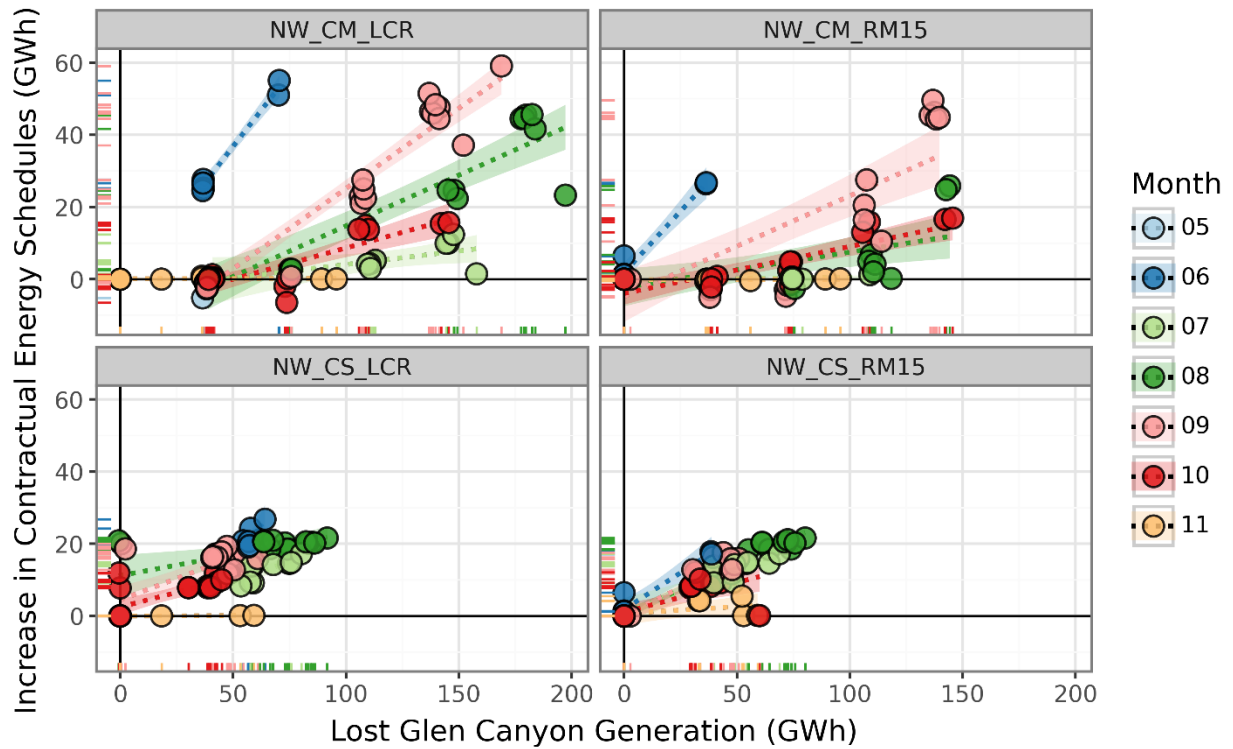 Increase in Contractual Energy Schedules (GWh)
NW_CM_LCR
NW_CM_RM15
60
40
20
0
NW_CS_LCR
NW_CS_RM15
60
40
20
0
0 50 100 150 200
0 50 100 150 200
Lost Glen Canyon Generation (GWh)
Month
05
06
07
08
09
10
11